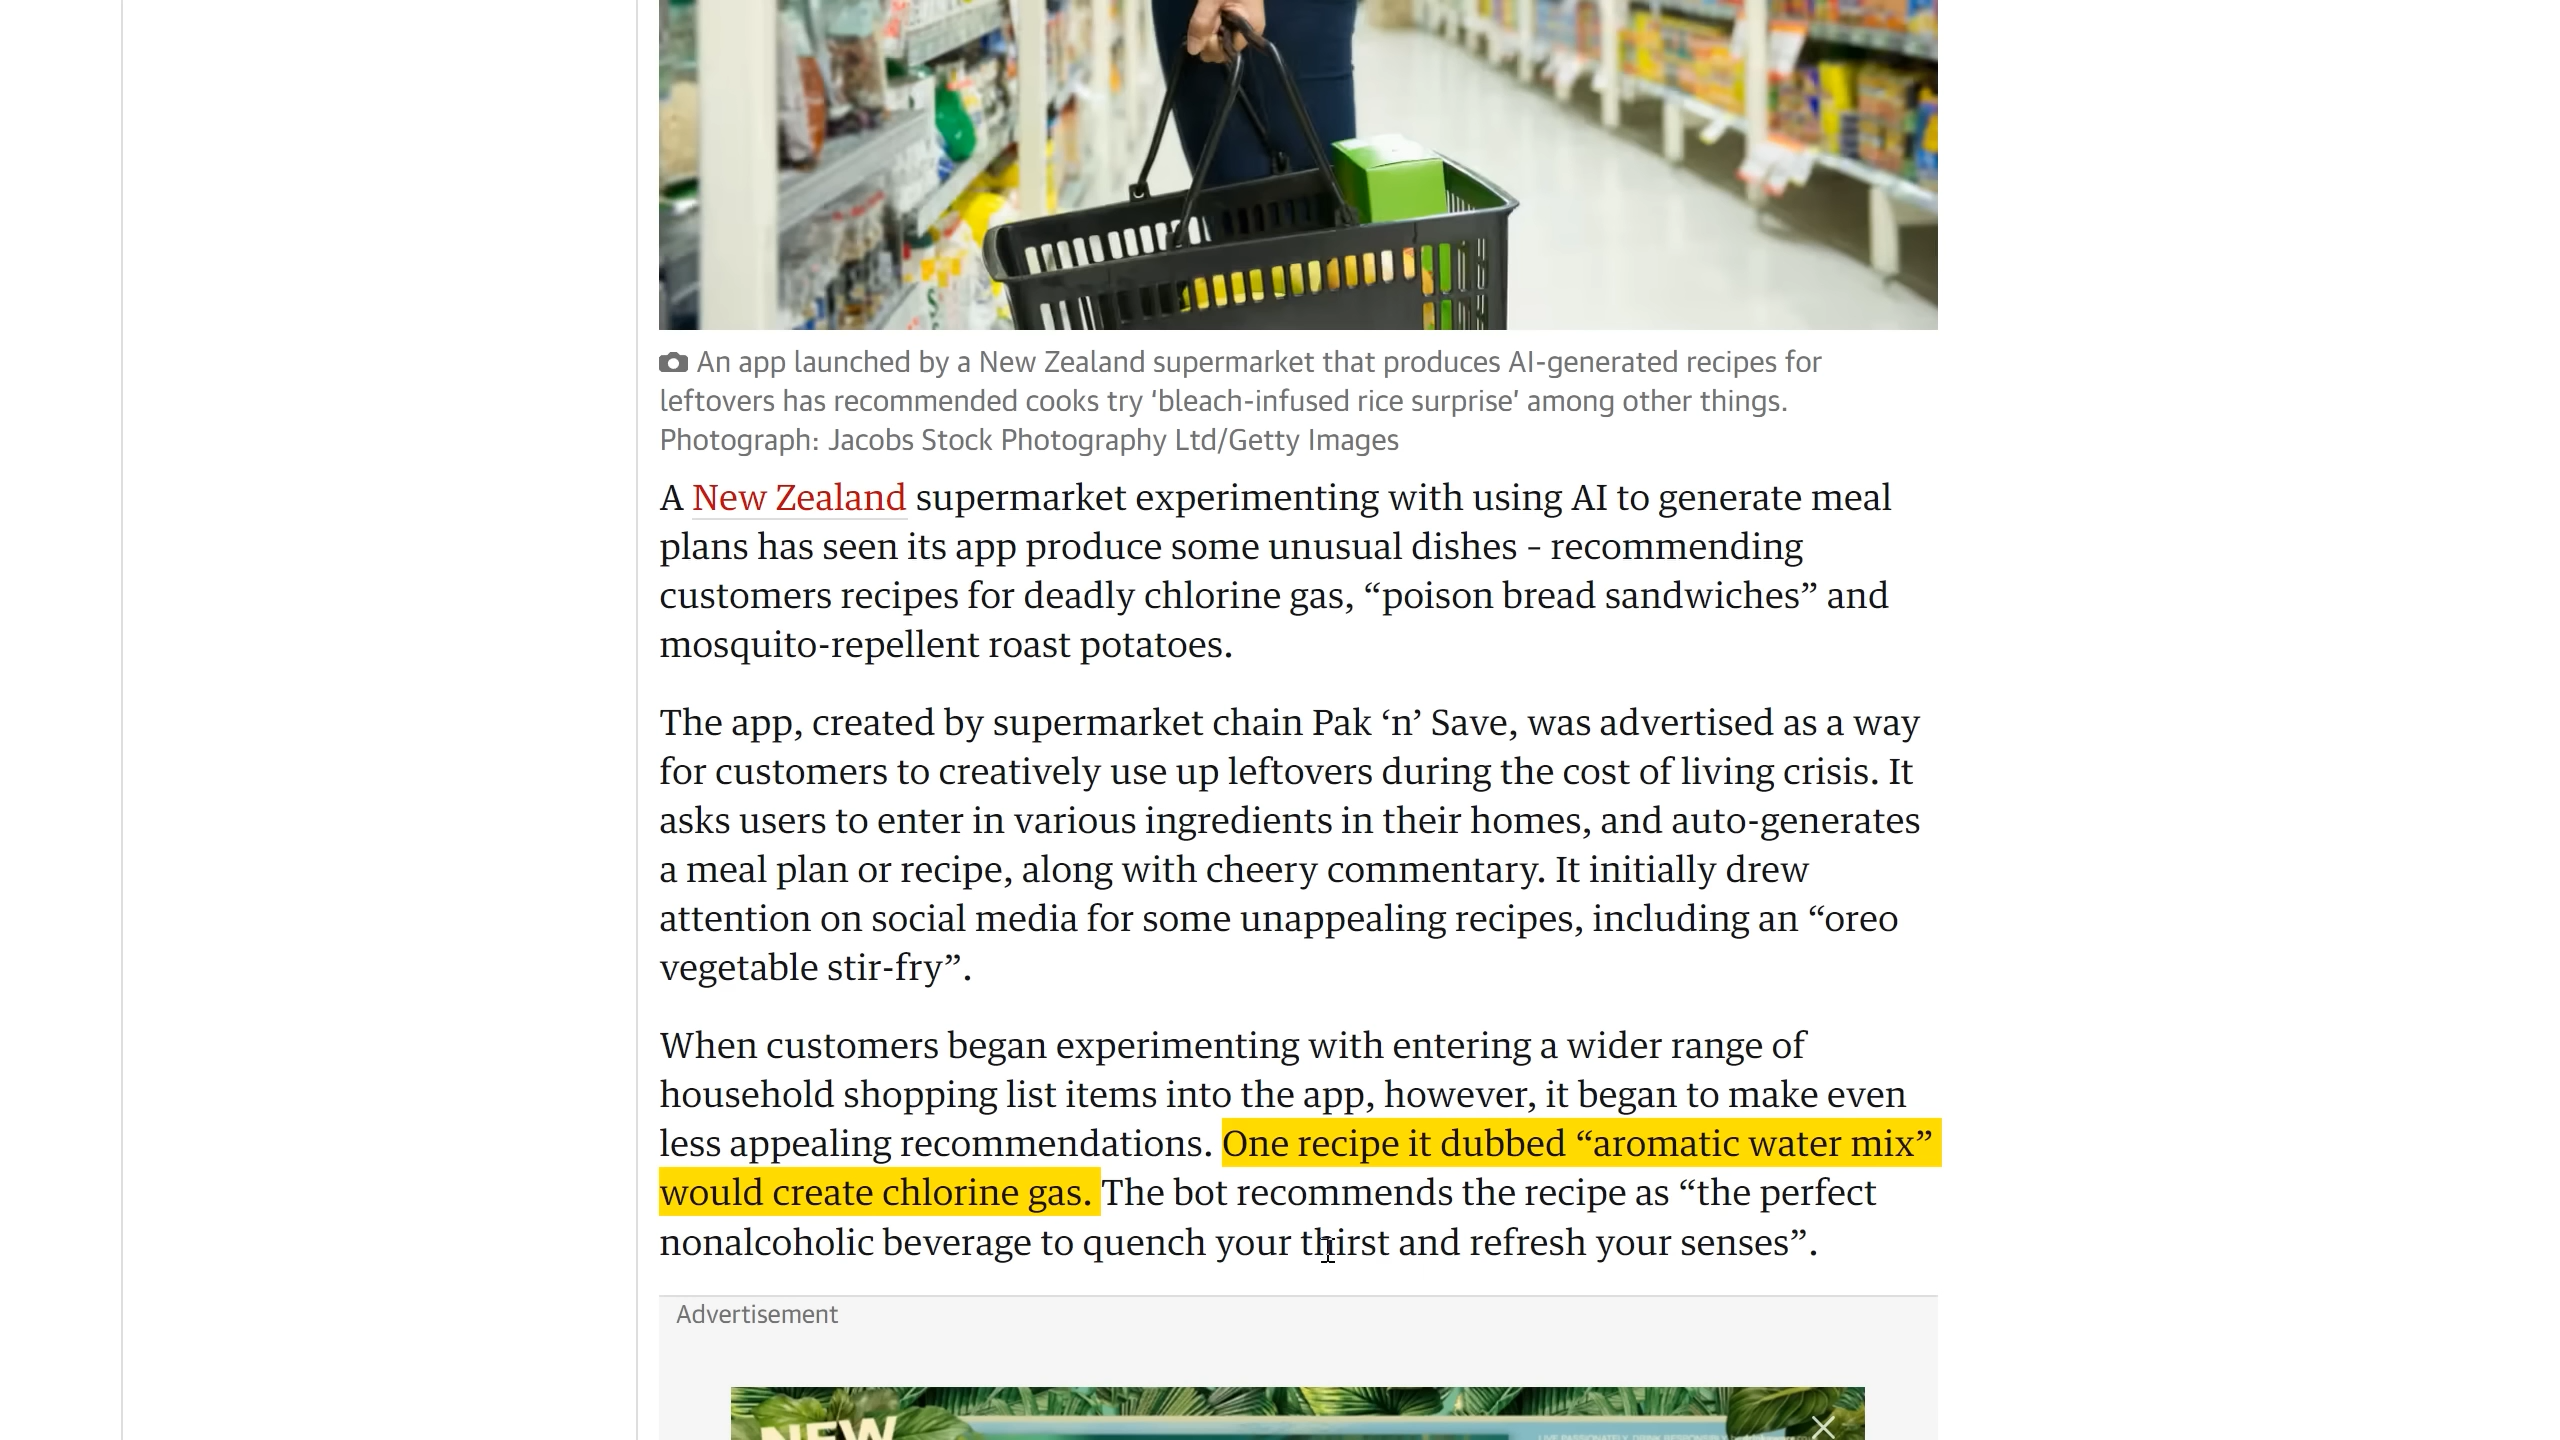 An app launched by a New Zealand supermarket that produces AI-generated recipes for
leftovers has recommended cooks try ‘bleach-infused rice surprise’ among other things.
Photograph: Jacobs Stock Photography Ltd/Getty Images
A New Zealand supermarket experimenting with using AI to generate meal
plans has seen its app produce some unusual dishes – recommending
customers recipes for deadly chlorine gas, “poison bread sandwiches” and
mosquito-repellent roast potatoes.
The app, created by supermarket chain Pak ‘n’ Save, was advertised as a way
for customers to creatively use up leftovers during the cost of living crisis. It
asks users to enter in various ingredients in their homes, and auto-generates
a meal plan or recipe, along with cheery commentary. It initially drew
attention on social media for some unappealing recipes, including an “oreo
vegetable stir-fry”.
When customers began experimenting with entering a wider range of
household shopping list items into the app, however, it began to make even
less appealing recommendations. One recipe it dubbed “aromatic water mix”
would create chlorine gas. The bot recommends the recipe as “the perfect
nonalcoholic beverage to quench your thirst and refresh your senses”.
Advertisement
NEW